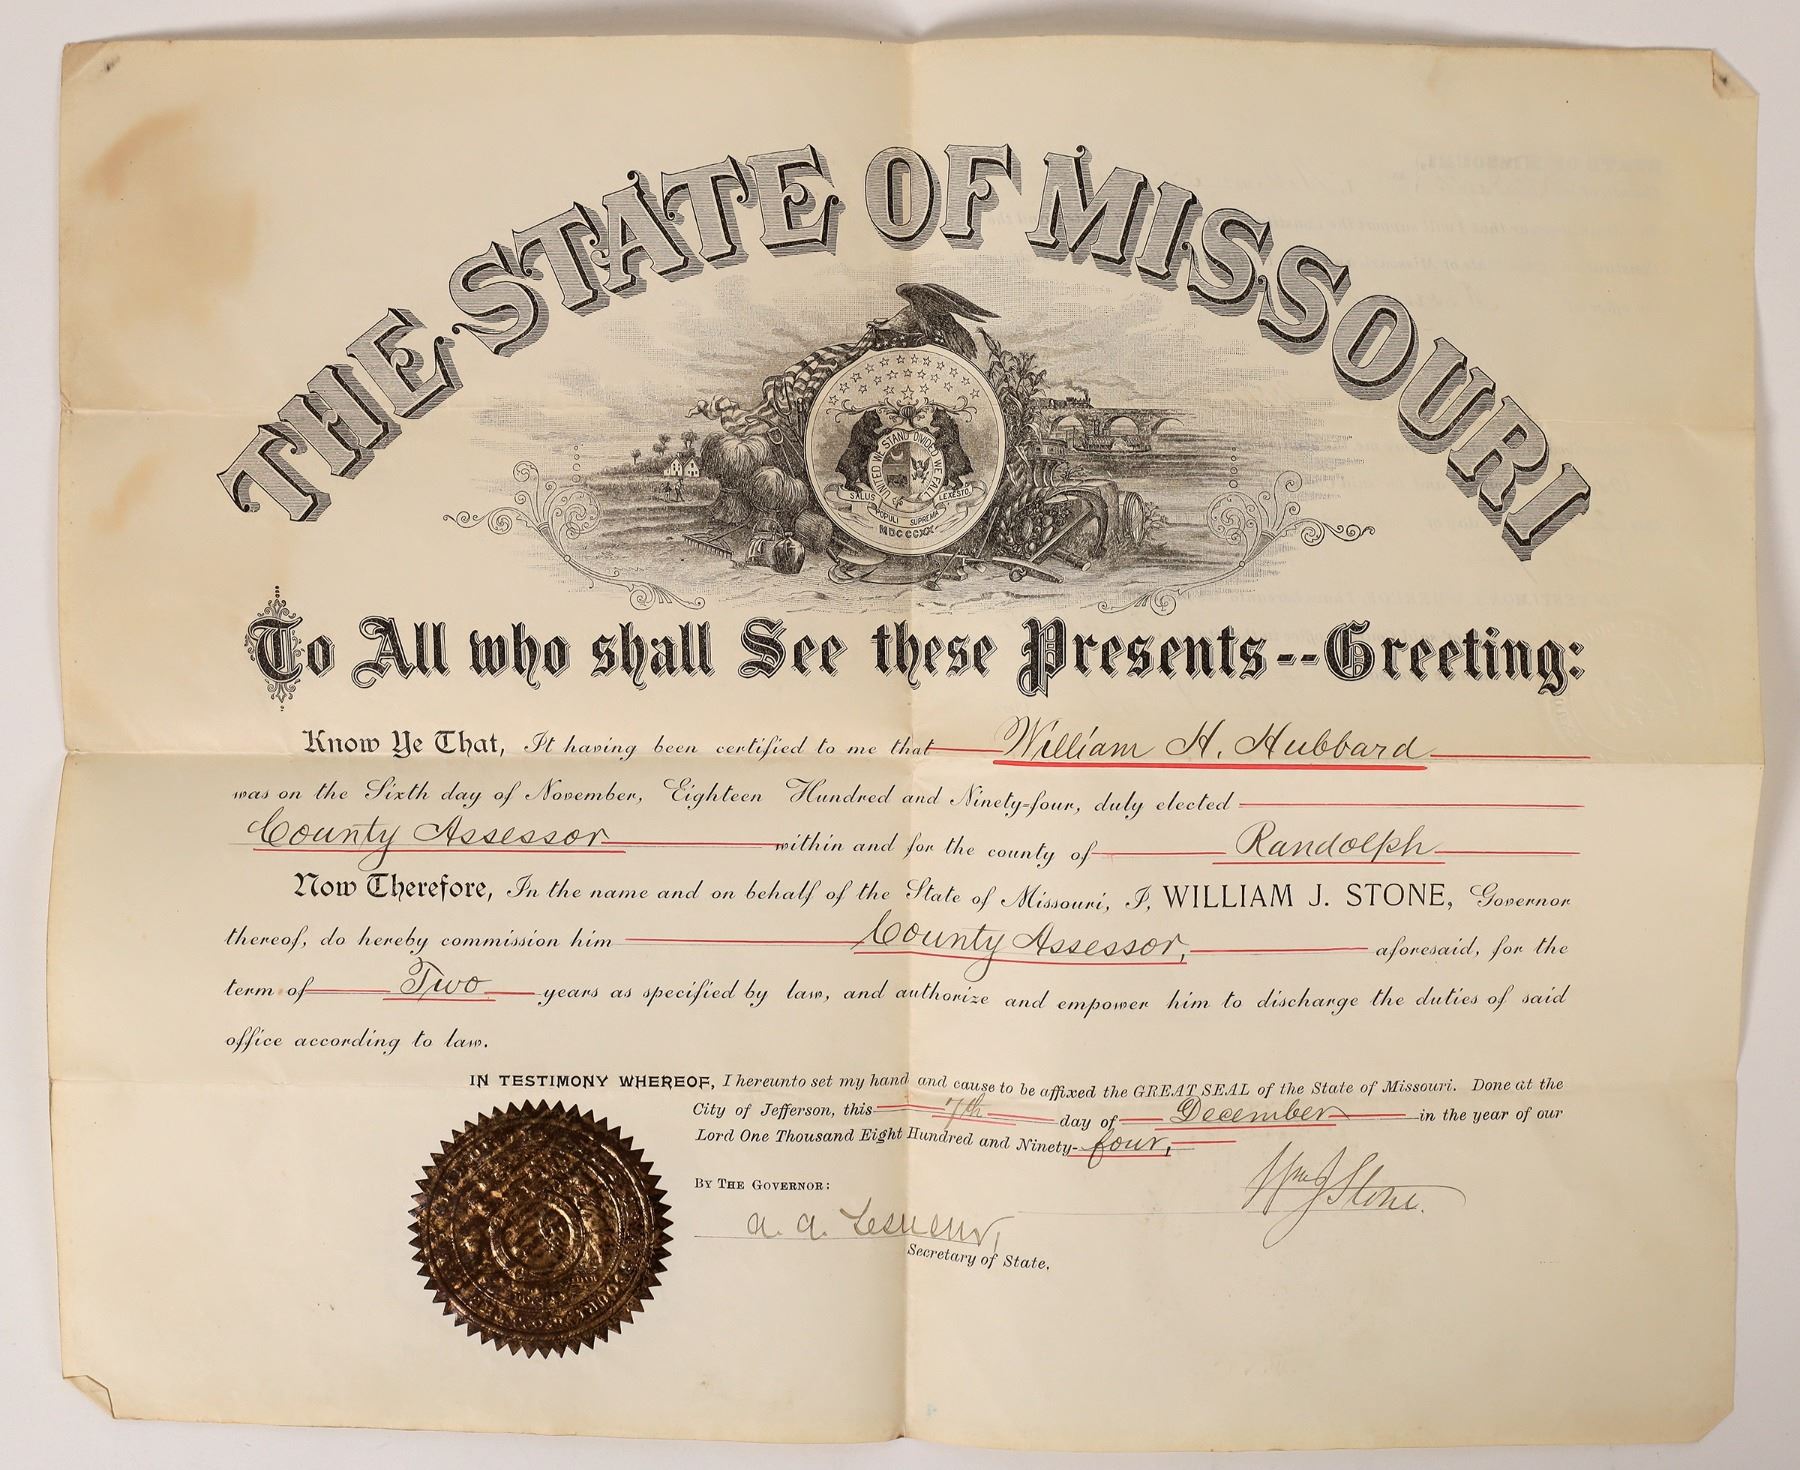 THE STATE OF MISSOURI
UNITED WE STAND DIVIDED WE FALL
SALUS POPULI SUPREMA LEX ESTO
MDCCCXX
To All who shall See these Presents--Greeting:
Know Ye That, It having been certified to me that William H. Hubbard
was on the Sixth day of November, Eighteen Hundred and Ninety-four, duly elected
County Assessor within and for the county of Randolph
Now Therefore, In the name and on behalf of the State of Missouri, I, WILLIAM J. STONE, Governor
thereof, do hereby commission him County Assessor, aforesaid, for the
term of Two years as specified by law, and authorize and empower him to discharge the duties of said
office according to law.
IN TESTIMONY WHEREOF, I hereunto set my hand and cause to be affixed the GREAT SEAL of the State of Missouri. Done at the
City of Jefferson, this 7th day of December in the year of our
Lord One Thousand Eight Hundred and Ninety-four,
Wm J Stone.
BY THE GOVERNOR:
A. A. Lesueur,
Secretary of State.